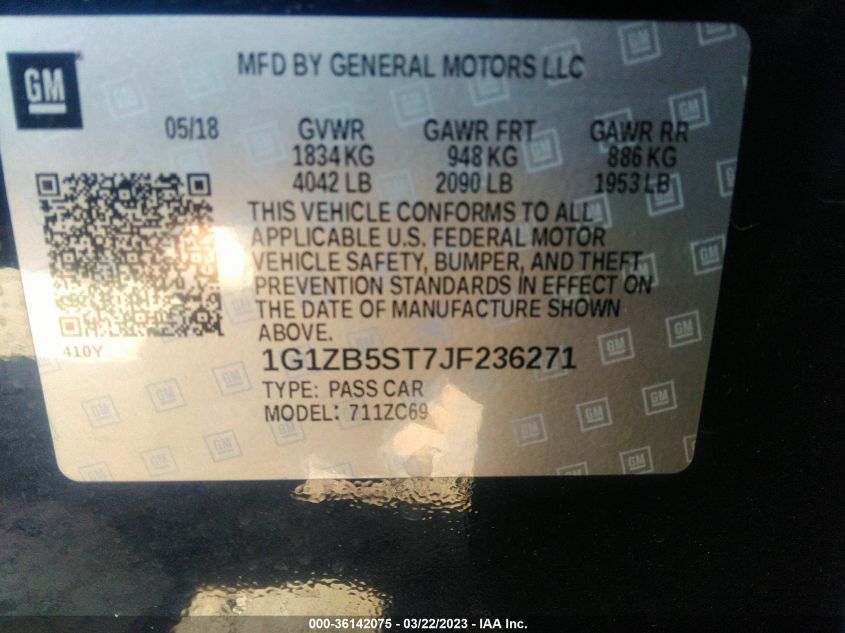 GM
MFD BY GENERAL MOTORS LLC
05/18 GVWR GAWR FRT GAWR RR
1834 KG 948 KG 886 KG
4042 LB 2090 LB 1953 LB
THIS VEHICLE CONFORMS TO ALL
APPLICABLE U.S. FEDERAL MOTOR
VEHICLE SAFETY, BUMPER, AND THEFT
PREVENTION STANDARDS IN EFFECT ON
THE DATE OF MANUFACTURE SHOWN
ABOVE.
410Y
1G1ZB5ST7JF236271
TYPE: PASS CAR
MODEL: 711ZC69
000-36142075 - 03/22/2023 - IAA Inc.